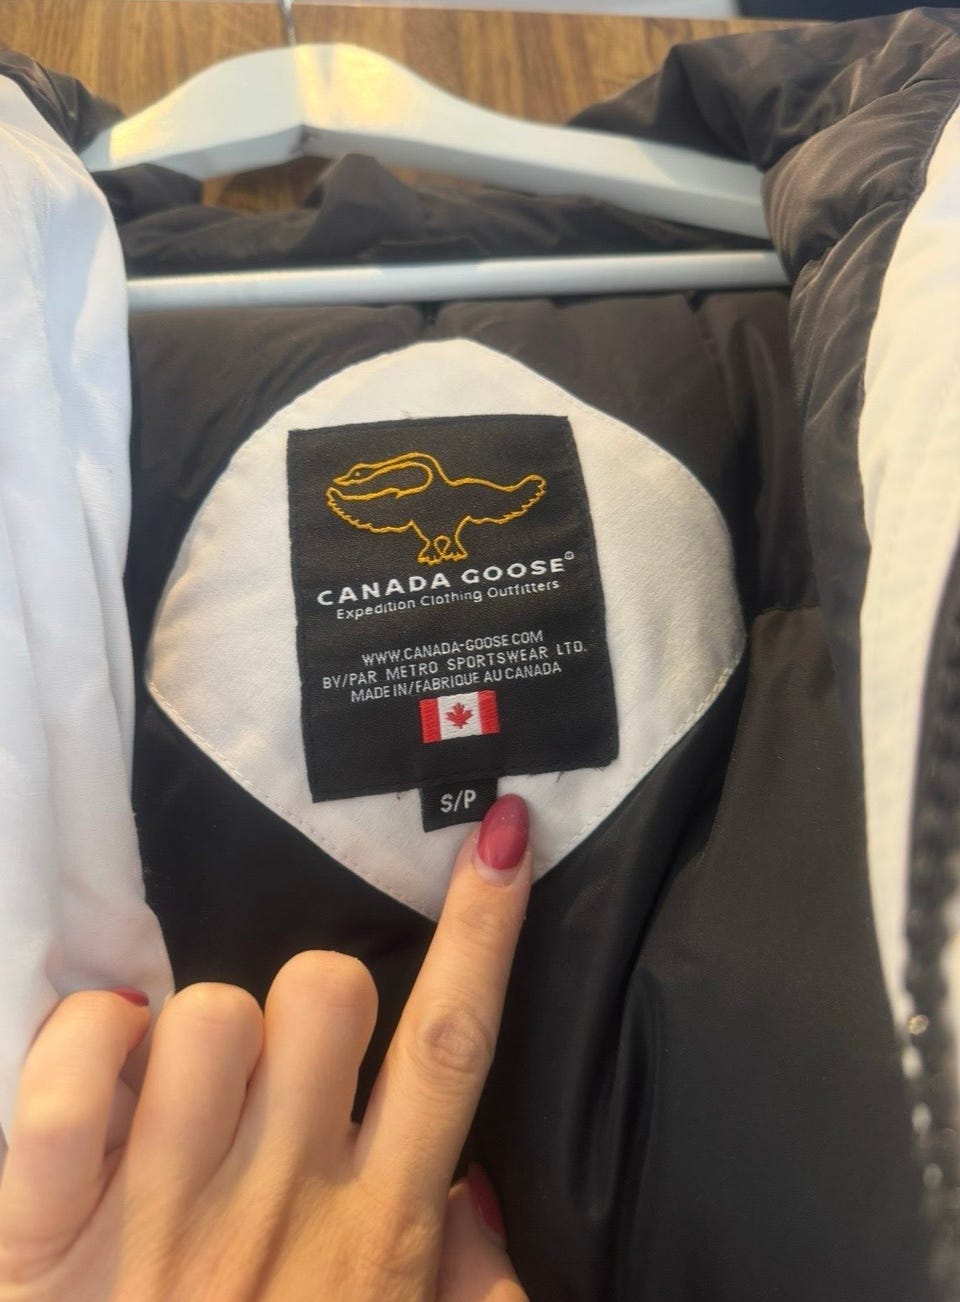 CANADA GOOSE®
Expedition Clothing Outfitters
WWW.CANADA-GOOSE.COM
BY/PAR METRO SPORTSWEAR LTD.
MADE IN/FABRIQUE AU CANADA
S/P